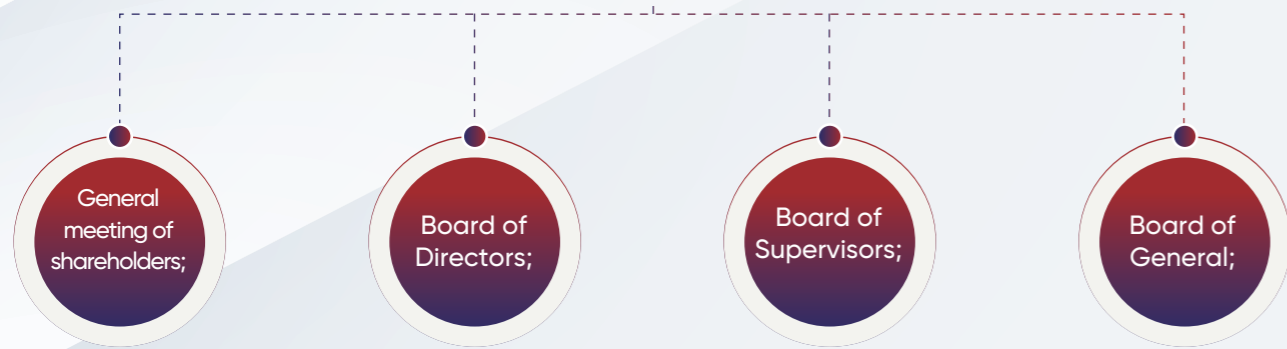 General
meeting of
shareholders;
Board of
Directors;
Board of
Supervisors;
Board of
General;